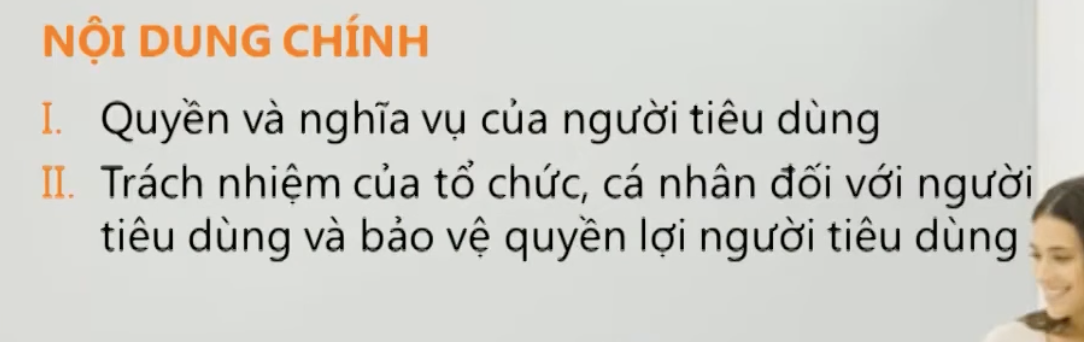 NỘI DUNG CHÍNH
I. Quyền và nghĩa vụ của người tiêu dùng
II. Trách nhiệm của tổ chức, cá nhân đối với người
tiêu dùng và bảo vệ quyền lợi người tiêu dùng